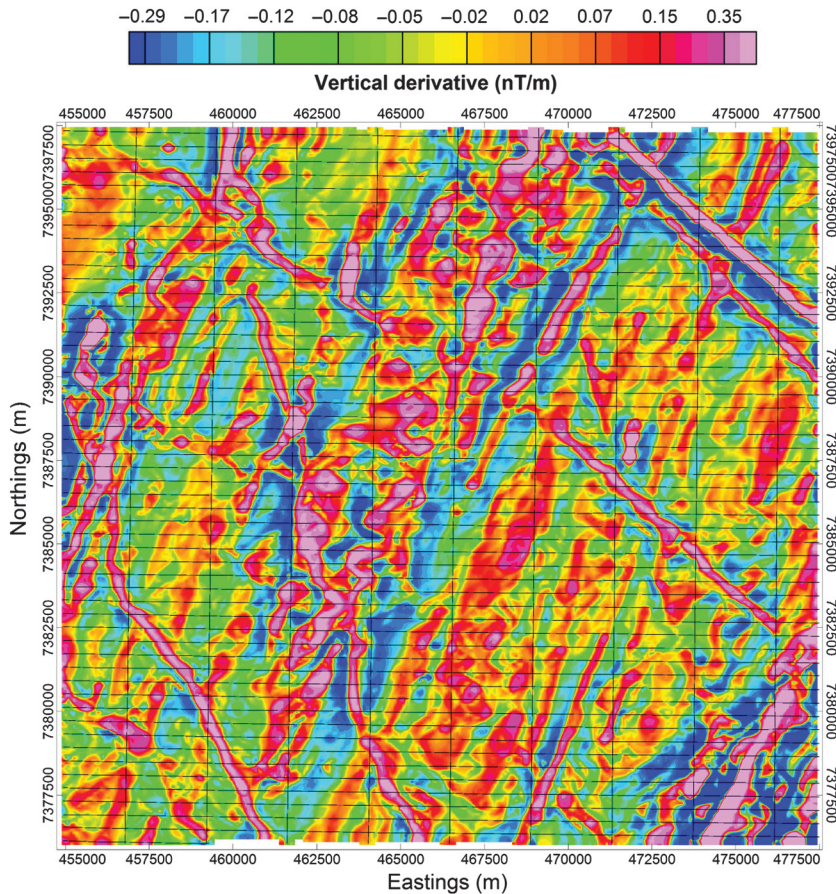 −0.29 −0.17 −0.12 −0.08 −0.05 −0.02 0.02 0.07 0.15 0.35
Vertical derivative (nT/m)
455000 457500 460000 462500 465000 467500 470000 472500 475000 477500
7397500 7395000 7392500 7390000 7387500 7385000 7382500 7380000 7377500
Northings (m)
7397500 7395000 7392500 7390000 7387500 7385000 7382500 7380000 7377500
455000 457500 460000 462500 465000 467500 470000 472500 475000 477500
Eastings (m)